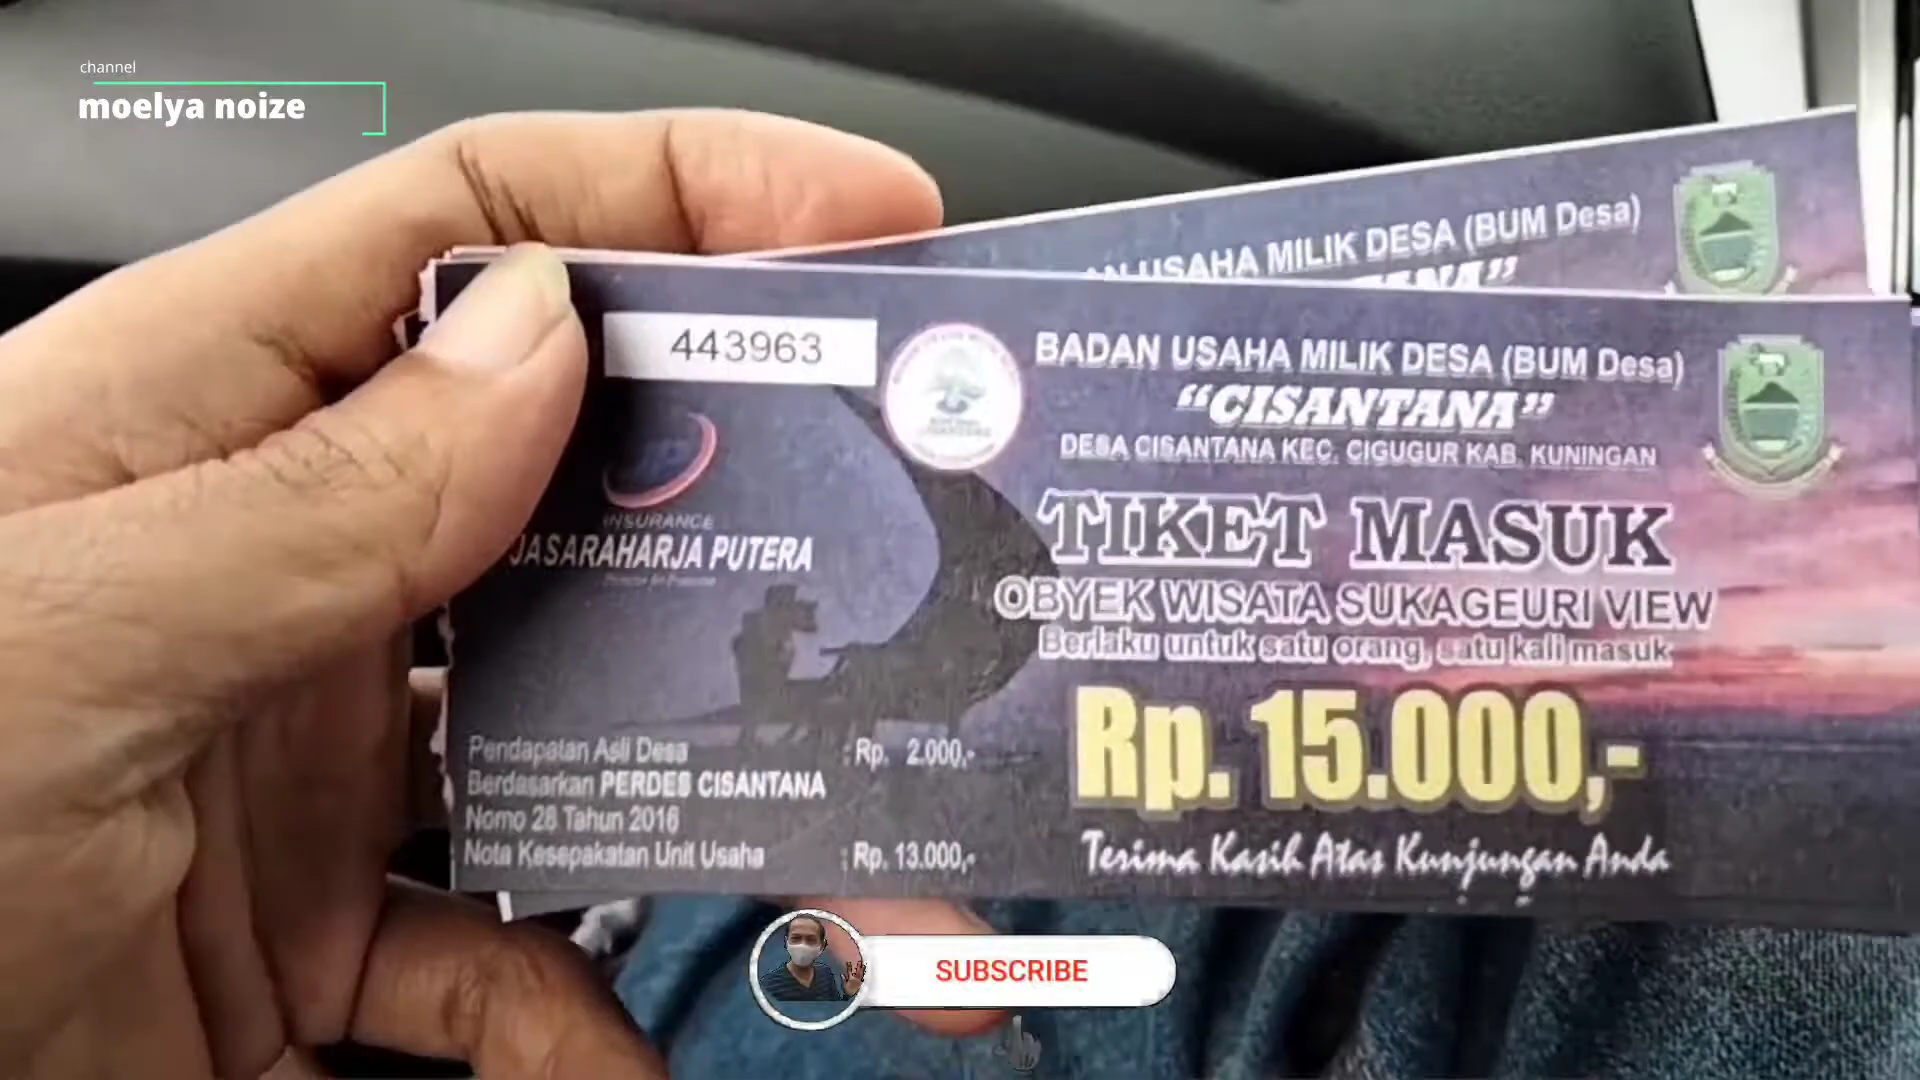 channel
moelya noize
AN USAHA MILIK DESA (BUM Desa)
443963
BADAN USAHA MILIK DESA (BUM Desa)
“CISANTANA”
DESA CISANTANA KEC. CIGUGUR KAB. KUNINGAN
INSURANCE
JASARAHARJA PUTERA
TIKET MASUK
OBYEK WISATA SUKAGEURI VIEW
Berlaku untuk satu orang, satu kali masuk
Rp. 15.000,-
Pendapatan Asli Desa : Rp. 2.000,-
Berdasarkan PERDES CISANTANA
Nomo 28 Tahun 2016
Nota Kesepakatan Unit Usaha : Rp. 13.000,-
Terima Kasih Atas Kunjungan Anda
SUBSCRIBE